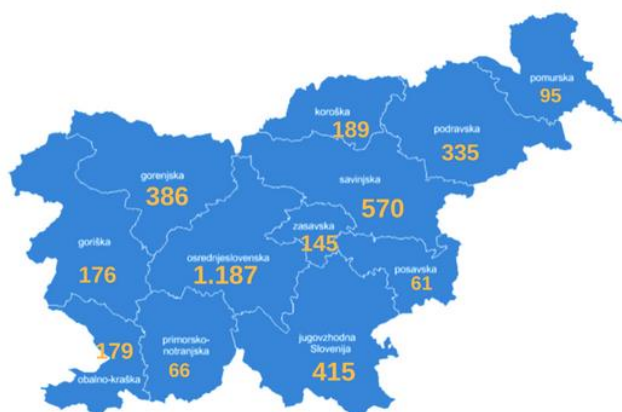 pomurska
95
koroška
189
podravska
335
gorenjska
386
savinjska
570
zasavska
145
goriška
176
osrednjeslovenska
1.187
posavska
61
179
obalno-kraška
primorsko-
notranjska
66
jugovzhodna
Slovenija
415